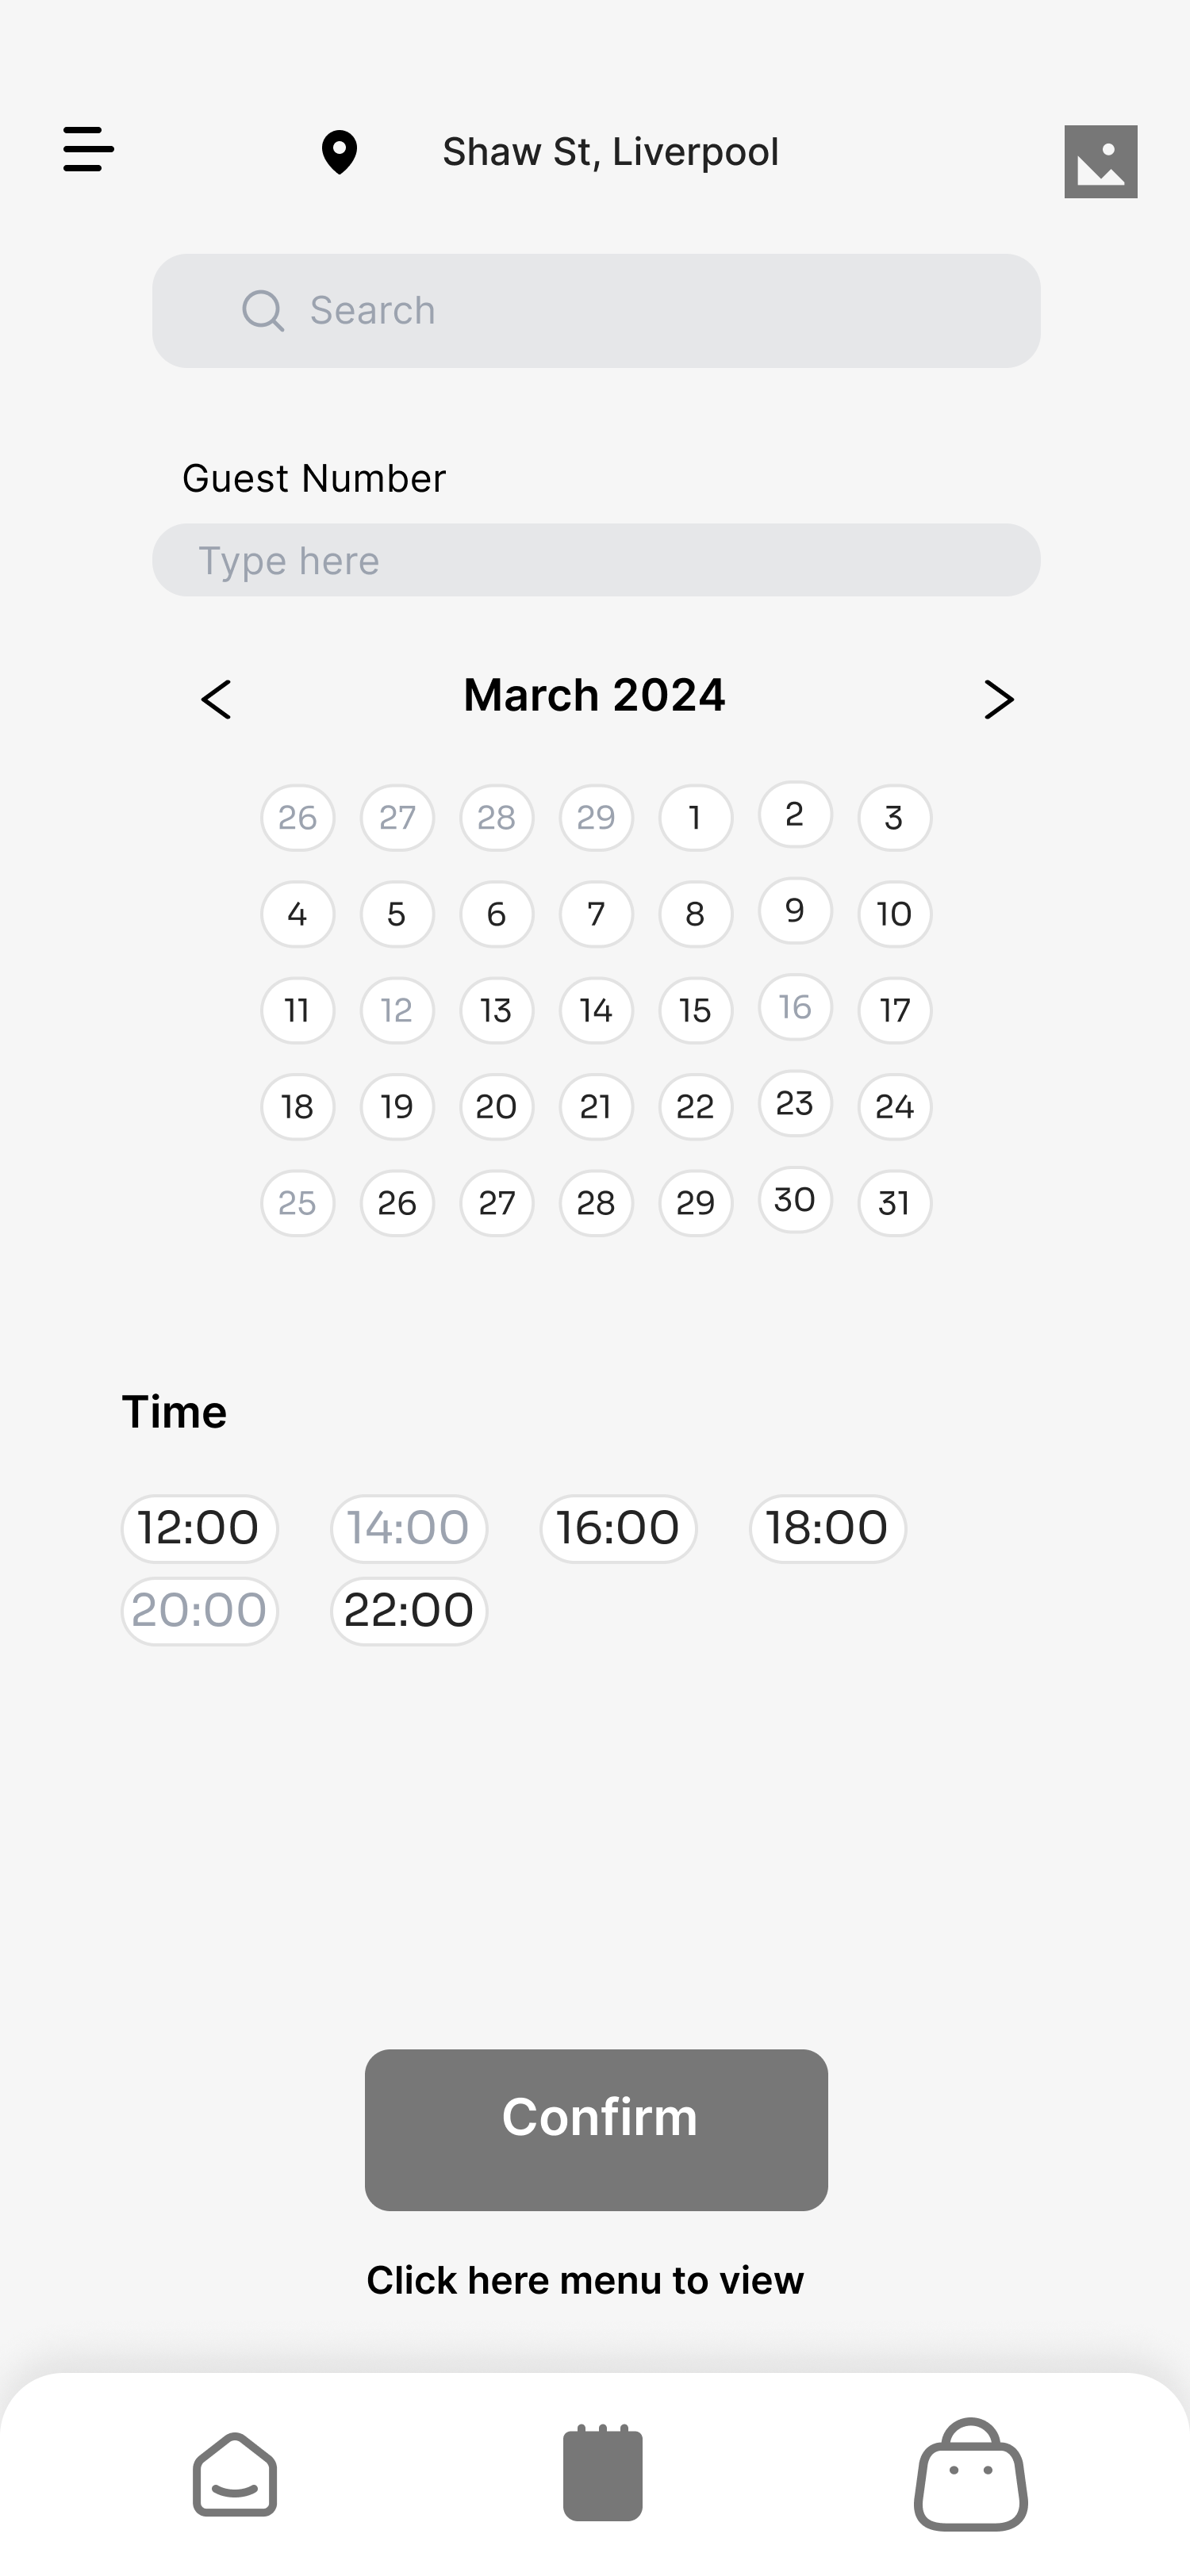 Shaw St, Liverpool
Search
Guest Number
Type here
March 2024
26 27 28 29 1 2 3
4 5 6 7 8 9 10
11 12 13 14 15 16 17
18 19 20 21 22 23 24
25 26 27 28 29 30 31
Time
12:00 14:00 16:00 18:00
20:00 22:00
Confirm
Click here menu to view